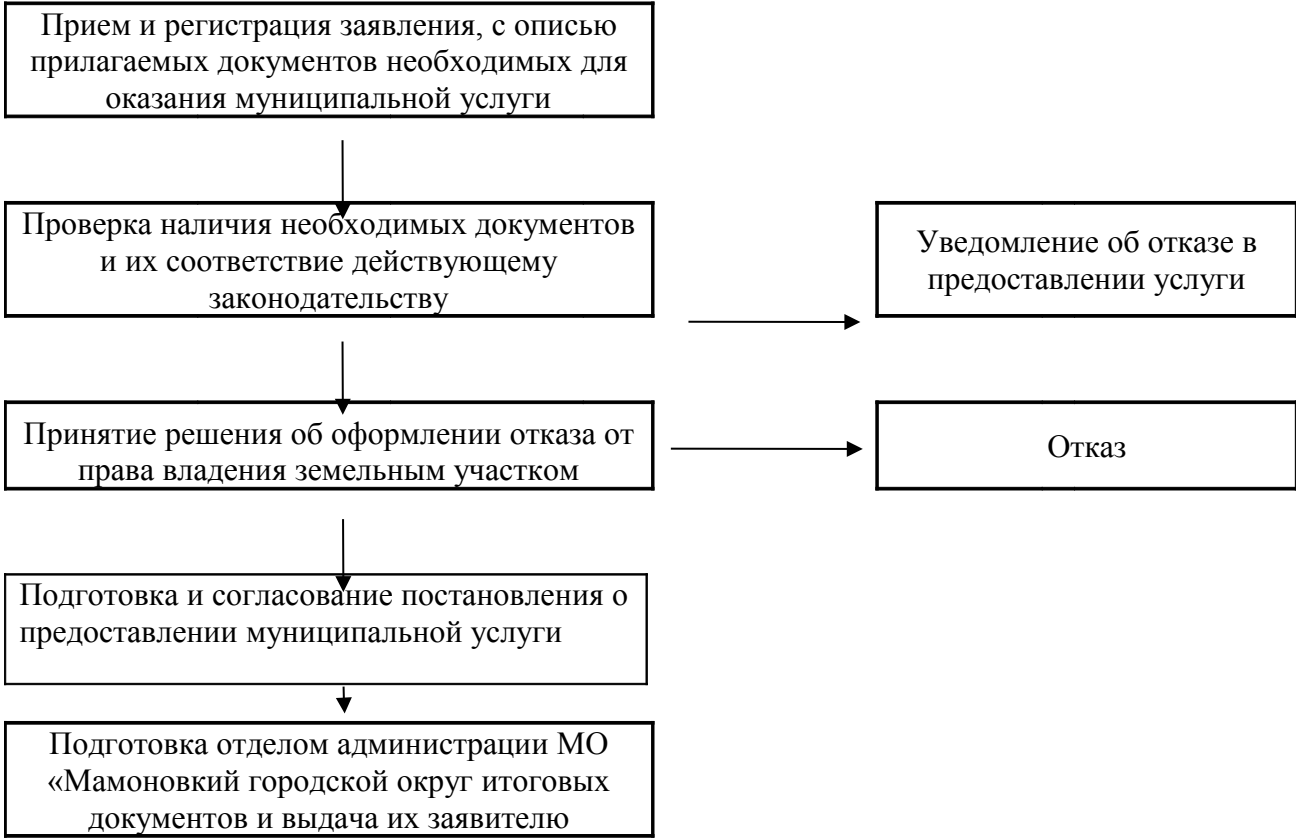 Прием и регистрация заявления, с описью
прилагаемых документов необходимых для
оказания муниципальной услуги
Проверка наличия необходимых документов
и их соответствие действующему
законодательству
Уведомление об отказе в
предоставлении услуги
Принятие решения об оформлении отказа от
права владения земельным участком
Отказ
Подготовка и согласование постановления о
предоставлении муниципальной услуги
Подготовка отделом администрации МО
«Мамоновкий городской округ итоговых
документов и выдача их заявителю